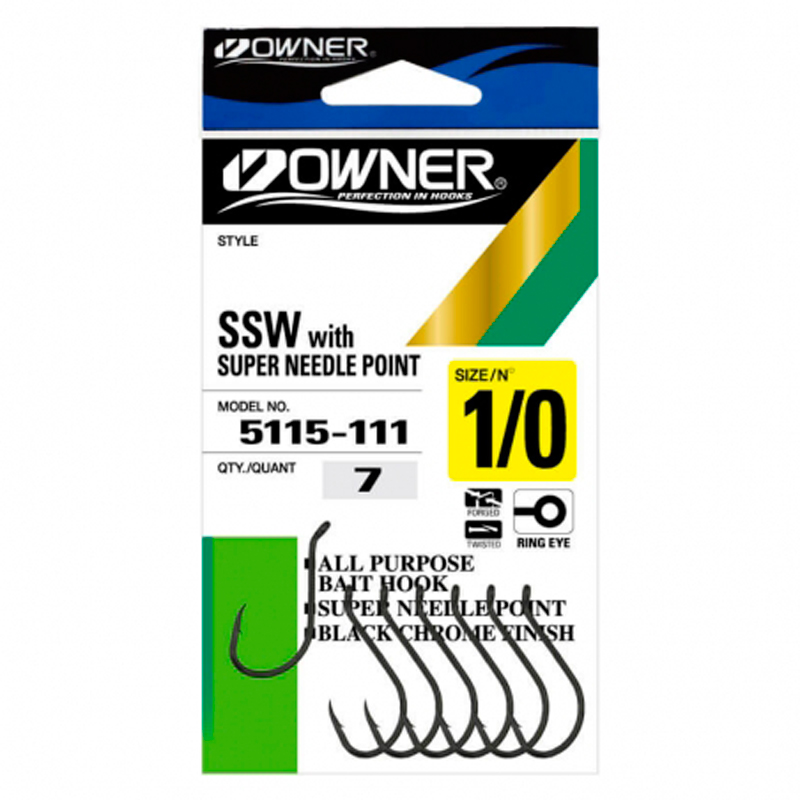 OWNER®
PERFECTION IN HOOKS
OWNER®
PERFECTION IN HOOKS
STYLE
SSW with
SUPER NEEDLE POINT
MODEL NO.
5115-111
QTY./QUANT 7
SIZE/N°
1/0
FORGED
TWISTED
RING EYE
ALL PURPOSE
BAIT HOOK
SUPER NEEDLE POINT
BLACK CHROME FINISH